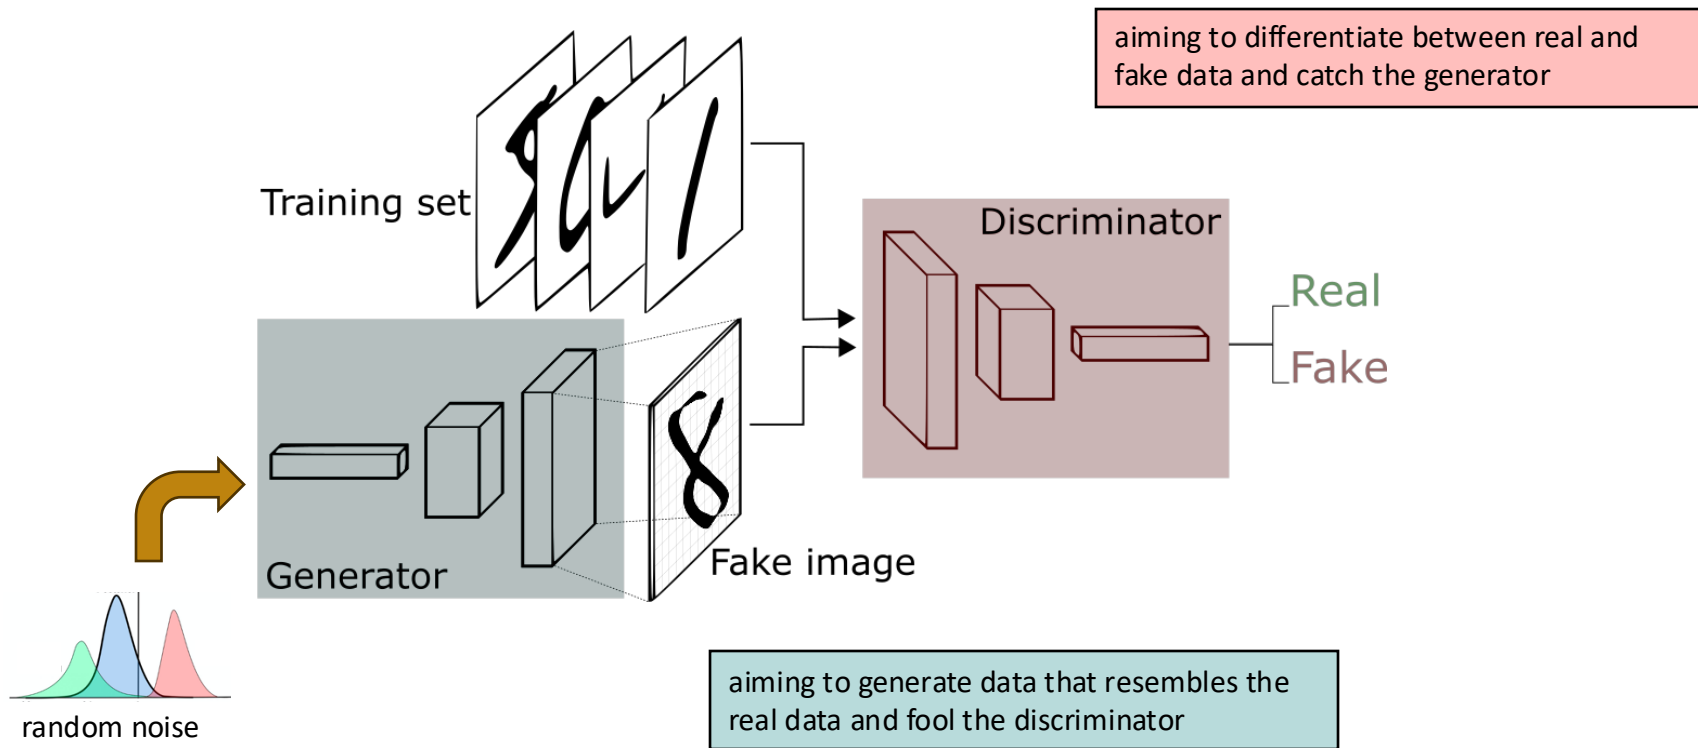 aiming to differentiate between real and
fake data and catch the generator
Training set
Discriminator
Real
Fake
8
Generator
Fake image
random noise
aiming to generate data that resembles the
real data and fool the discriminator